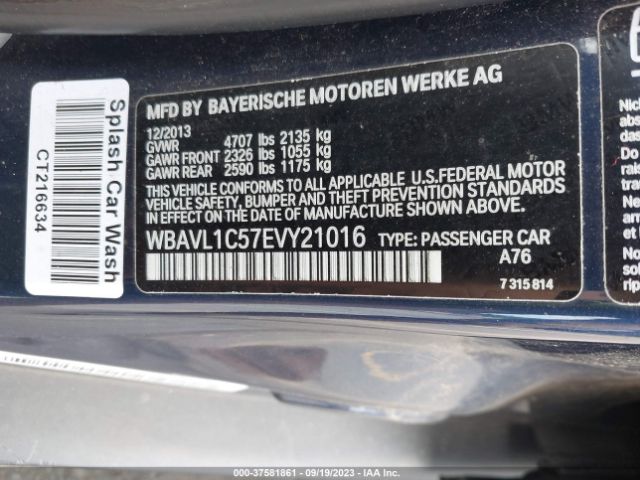 Splash Car Wash
CT216634
MFD BY BAYERISCHE MOTOREN WERKE AG
12/2013
GVWR 4707 lbs 2135 kg
GAWR FRONT 2326 lbs 1055 kg
GAWR REAR 2590 lbs 1175 kg
THIS VEHICLE CONFORMS TO ALL APPLICABLE U.S.FEDERAL MOTOR
VEHICLE SAFETY, BUMPER AND THEFT PREVENTION STANDARDS
IN EFFECT ON THE DATE OF MANUFACTURE SHOWN ABOVE.
WBAVL1C57EVY21016 TYPE: PASSENGER CAR
A76
7 315 814
Do
et
000-37581861 - 09/19/2023 - IAA Inc.